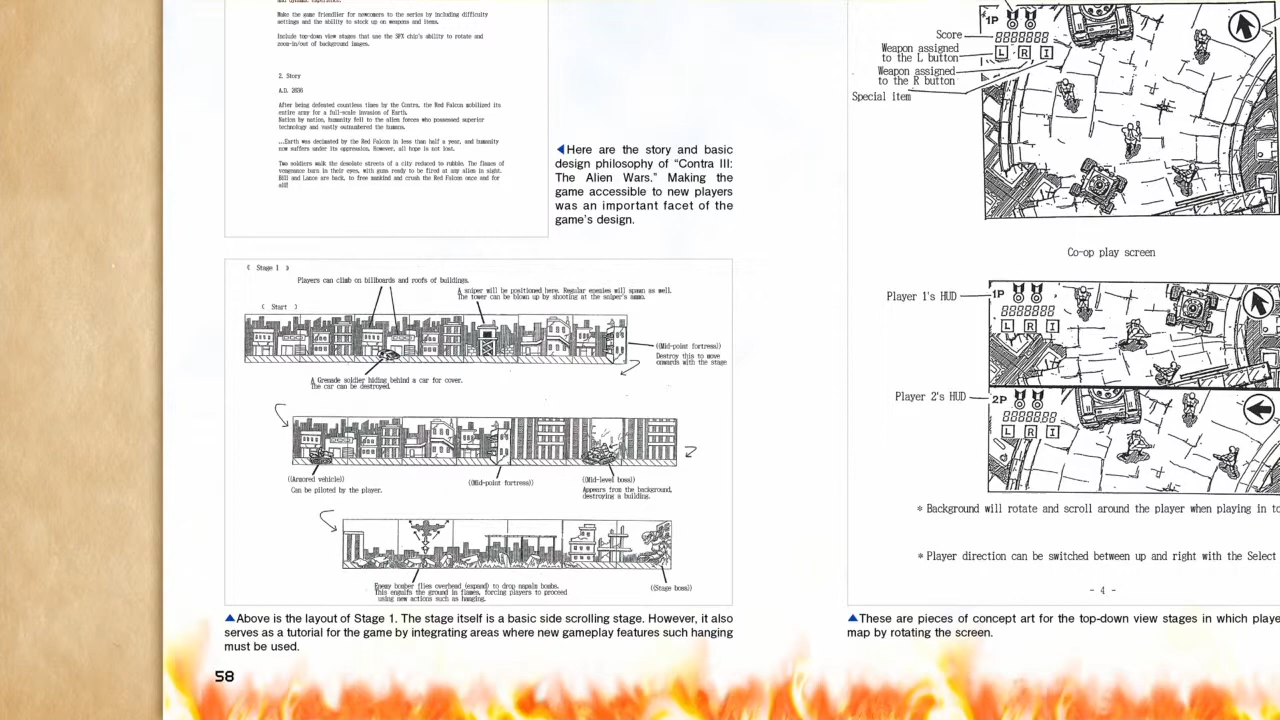 and dynamic experience.
Make the game friendlier for newcomers to the series by including difficulty
settings and the ability to stock up on weapons and items.
Include top-down view stages that use the SFX chip's ability to rotate and
zoom-in/out of background images.
2. Story
A.D. 2636
After being defeated countless times by the Contra, the Red Falcon mobilized its
entire army for a full-scale invasion of Earth.
Nation by nation, humanity fell to the alien forces who possessed superior
technology and vastly outnumbered the humans.
...Earth was decimated by the Red Falcon in less than half a year, and humanity
now suffers under its oppression. However, all hope is not lost.
Two soldiers walk the desolate streets of a city reduced to rubble. The flames of
vengeance burn in their eyes, with guns ready to be fired at any alien in sight.
Bill and Lance are back, to free mankind and crush the Red Falcon once and for
all!
◀Here are the story and basic
design philosophy of “Contra III:
The Alien Wars.” Making the
game accessible to new players
was an important facet of the
game's design.
《 Stage 1 》
Players can climb on billboards and roofs of buildings.
A sniper will be positioned here. Regular enemies will spawn as well.
The tower can be blown up by shooting at the sniper's ammo.
〈 Start 〉
((Mid-point fortress))
Destroy this to move
onwards with the stage
A Grenade soldier hiding behind a car for cover.
The car can be destroyed.
((Armored vehicle))
Can be piloted by the player.
((Mid-point fortress))
((Mid-level boss))
Appears from the background,
destroying a building.
Enemy bomber flies overhead (expand) to drop napalm bombs.
This engulfs the ground in flames, forcing players to proceed
using new actions such as hanging.
((Stage boss))
▲Above is the layout of Stage 1. The stage itself is a basic side scrolling stage. However, it also
serves as a tutorial for the game by integrating areas where new gameplay features such hanging
must be used.
58
1P
Score
Weapon assigned
to the L button
Weapon assigned
to the R button
Special item
L R I
Co-op play screen
Player 1's HUD
1P
L R I
Player 2's HUD
2P
L R I
* Background will rotate and scroll around the player when playing in to
* Player direction can be switched between up and right with the Select
- 4 -
▲These are pieces of concept art for the top-down view stages in which playe
map by rotating the screen.